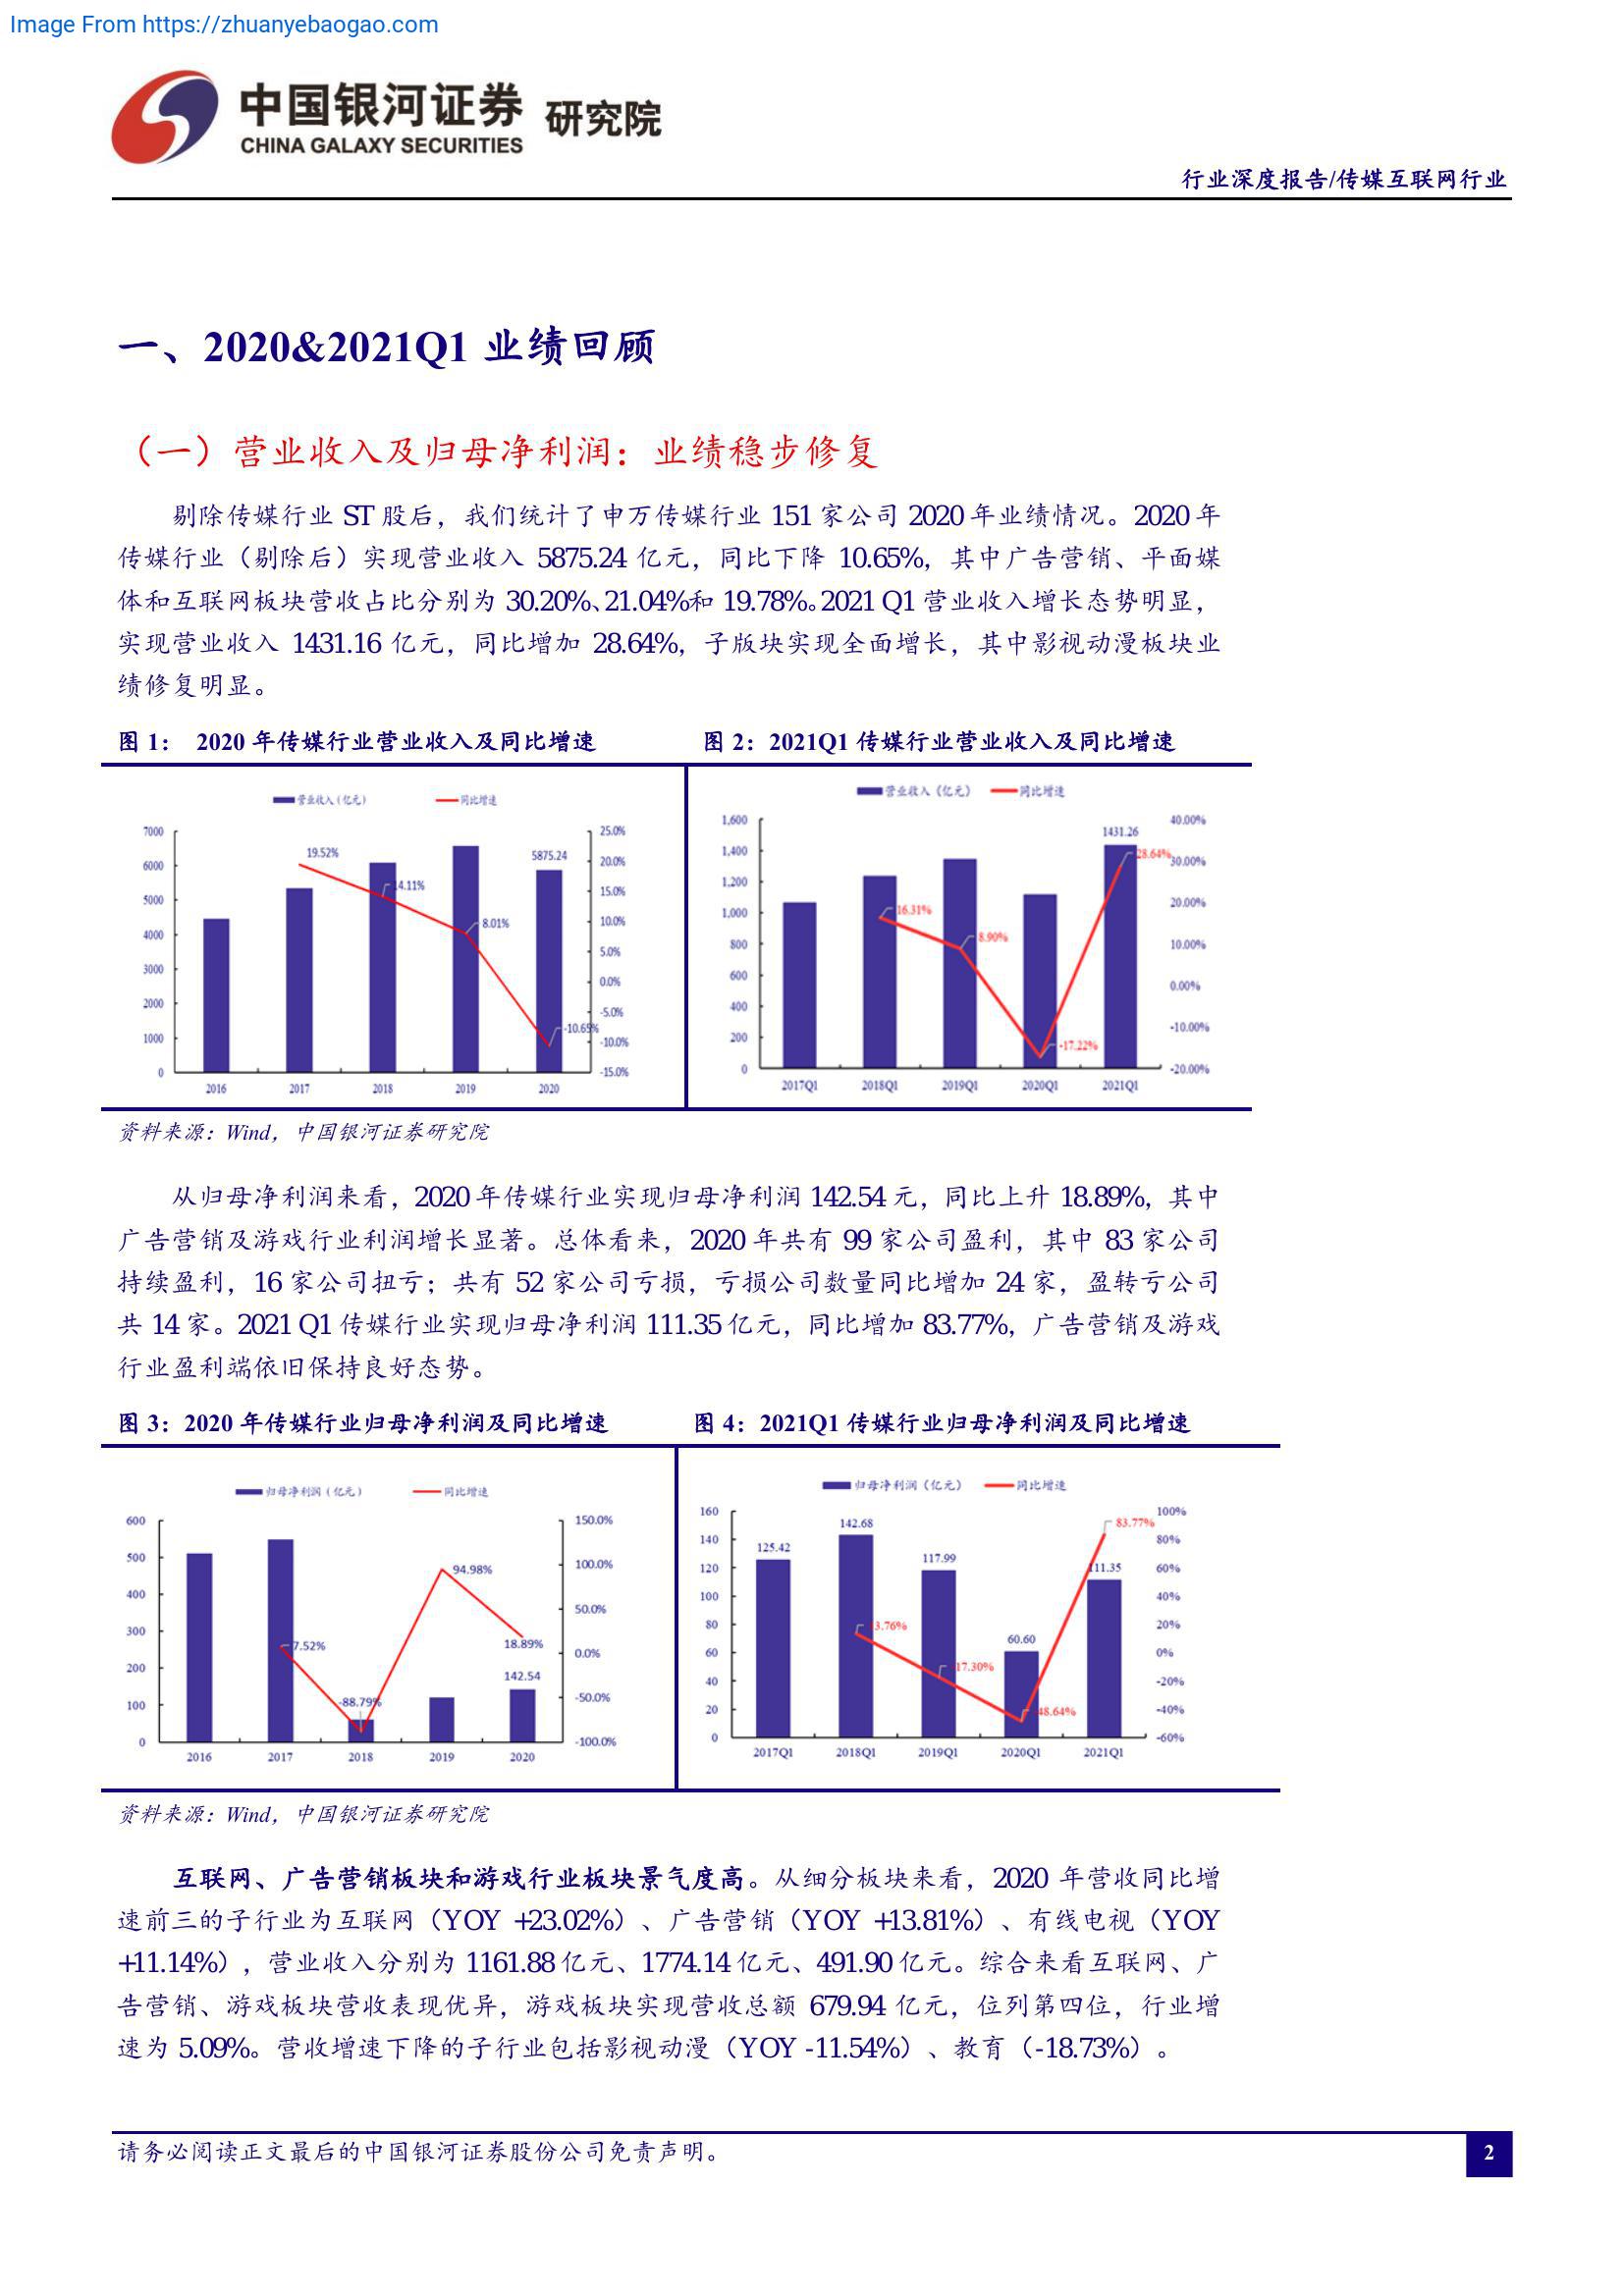 Image From https://zhuanyebaogao.com
中国银河证券 研究院
CHINA GALAXY SECURITIES
行业深度报告/传媒互联网行业
一、2020&2021Q1 业绩回顾
（一）营业收入及归母净利润：业绩稳步修复
剔除传媒行业 ST 股后，我们统计了申万传媒行业 151 家公司 2020 年业绩情况。2020 年
传媒行业（剔除后）实现营业收入 5875.24 亿元，同比下降 10.65%，其中广告营销、平面媒
体和互联网板块营收占比分别为 30.20%、21.04%和 19.78%。2021 Q1 营业收入增长态势明显，
实现营业收入 1431.16 亿元，同比增加 28.64%，子版块实现全面增长，其中影视动漫板块业
绩修复明显。
图 1： 2020 年传媒行业营业收入及同比增速
图 2：2021Q1 传媒行业营业收入及同比增速
营业收入（亿元） 同比增速
7000
6000
5000
4000
3000
2000
1000
0
25.0%
20.0%
15.0%
10.0%
5.0%
0.0%
-5.0%
-10.0%
-15.0%
19.52%
14.11%
8.01%
5875.24
-10.65%
2016 2017 2018 2019 2020
营业收入（亿元） 同比增速
1,600
1,400
1,200
1,000
800
600
400
200
0
40.00%
30.00%
20.00%
10.00%
0.00%
-10.00%
-20.00%
1431.26
28.64%
16.31%
8.90%
-17.22%
2017Q1 2018Q1 2019Q1 2020Q1 2021Q1
资料来源：Wind，中国银河证券研究院
从归母净利润来看，2020 年传媒行业实现归母净利润 142.54 元，同比上升 18.89%，其中
广告营销及游戏行业利润增长显著。总体看来，2020 年共有 99 家公司盈利，其中 83 家公司
持续盈利，16 家公司扭亏；共有 52 家公司亏损，亏损公司数量同比增加 24 家，盈转亏公司
共 14 家。2021 Q1 传媒行业实现归母净利润 111.35 亿元，同比增加 83.77%，广告营销及游戏
行业盈利端依旧保持良好态势。
图 3：2020 年传媒行业归母净利润及同比增速
图 4：2021Q1 传媒行业归母净利润及同比增速
归母净利润（亿元） 同比增速
600
500
400
300
200
100
0
150.0%
100.0%
50.0%
0.0%
-50.0%
-100.0%
7.52%
-88.79%
94.98%
18.89%
142.54
2016 2017 2018 2019 2020
归母净利润（亿元） 同比增速
160
140
120
100
80
60
40
20
0
100%
80%
60%
40%
20%
0%
-20%
-40%
-60%
125.42
142.68
117.99
60.60
111.35
83.77%
3.76%
17.30%
48.64%
2017Q1 2018Q1 2019Q1 2020Q1 2021Q1
资料来源：Wind，中国银河证券研究院
互联网、广告营销板块和游戏行业板块景气度高。从细分板块来看，2020 年营收同比增
速前三的子行业为互联网（YOY +23.02%）、广告营销（YOY +13.81%）、有线电视（YOY
+11.14%），营业收入分别为 1161.88 亿元、1774.14 亿元、491.90 亿元。综合来看互联网、广
告营销、游戏板块营收表现优异，游戏板块实现营收总额 679.94 亿元，位列第四位，行业增
速为 5.09%。营收增速下降的子行业包括影视动漫（YOY -11.54%）、教育（-18.73%）。
请务必阅读正文最后的中国银河证券股份公司免责声明。
2